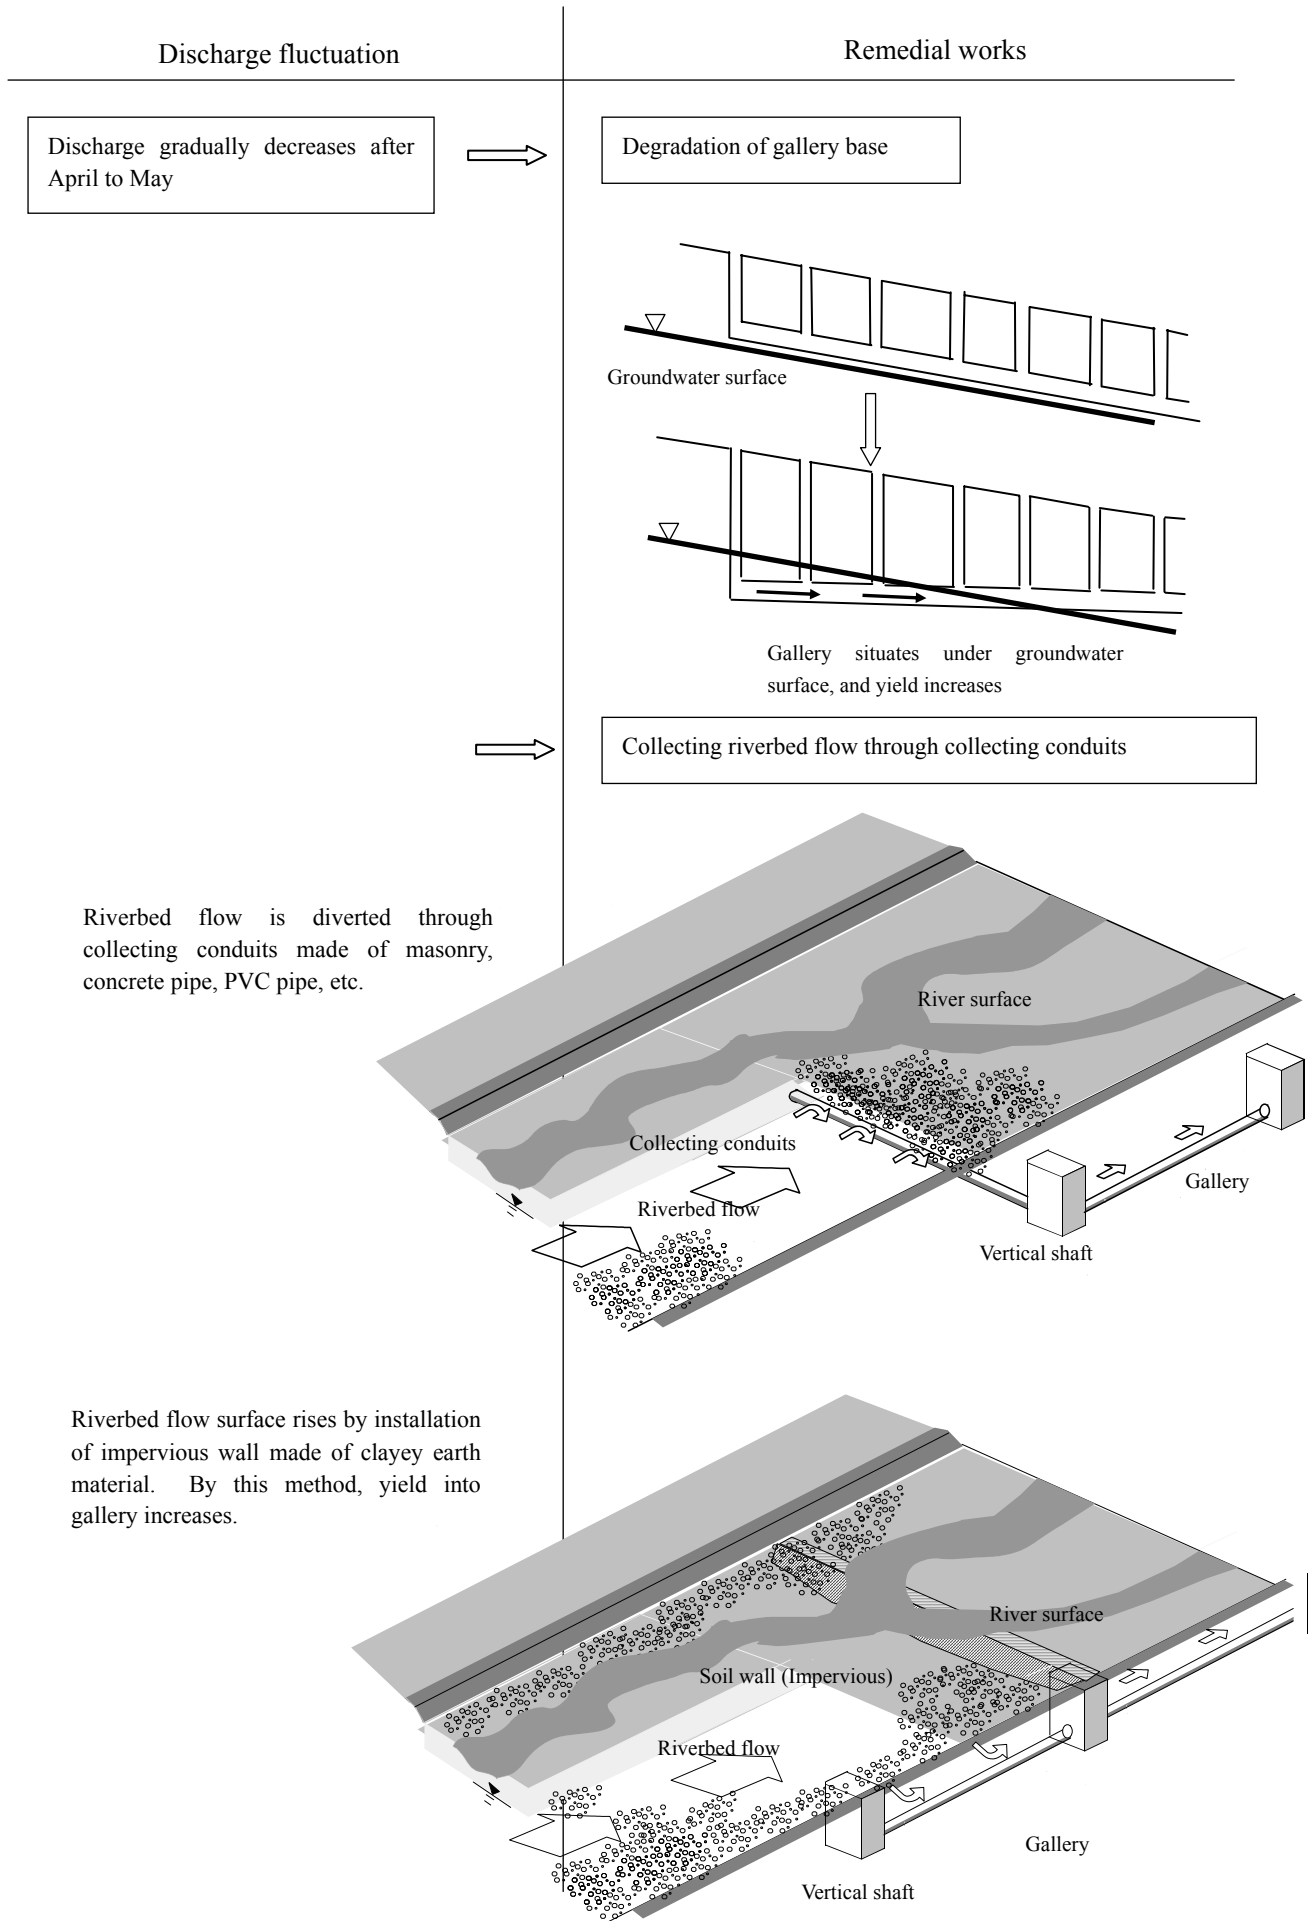 Discharge fluctuation
Remedial works
Discharge gradually decreases after
April to May
Degradation of gallery base
Groundwater surface
Gallery situates under groundwater
surface, and yield increases
Collecting riverbed flow through collecting conduits
Riverbed flow is diverted through
collecting conduits made of masonry,
concrete pipe, PVC pipe, etc.
River surface
Collecting conduits
Riverbed flow
Gallery
Vertical shaft
Riverbed flow surface rises by installation
of impervious wall made of clayey earth
material. By this method, yield into
gallery increases.
River surface
Soil wall (Impervious)
Riverbed flow
Gallery
Vertical shaft